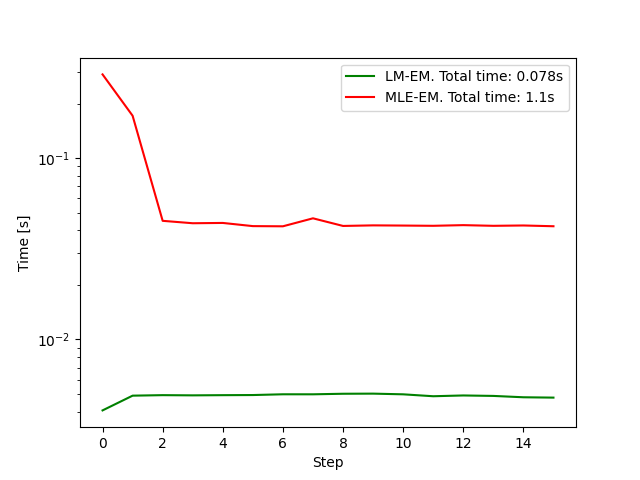 LM-EM. Total time: 0.078s
MLE-EM. Total time: 1.1s
10⁻¹
10⁻²
Time [s]
0 2 4 6 8 10 12 14
Step